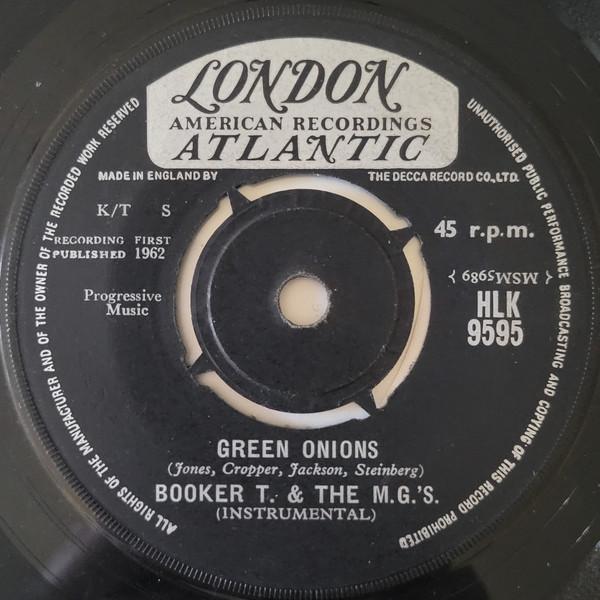 LONDON
AMERICAN RECORDINGS
ATLANTIC
MADE IN ENGLAND BY THE DECCA RECORD CO., LTD.
K/T S
RECORDING FIRST
PUBLISHED 1962
Progressive
Music
45 r.p.m.
{ MSM5989 }
HLK
9595
GREEN ONIONS
(Jones, Cropper, Jackson, Steinberg)
BOOKER T. & THE M.G.'S.
(INSTRUMENTAL)
ALL RIGHTS OF THE MANUFACTURER AND OF THE OWNER OF THE RECORDED WORK RESERVED
UNAUTHORISED PUBLIC PERFORMANCE BROADCASTING AND COPYING OF THIS RECORD PROHIBITED